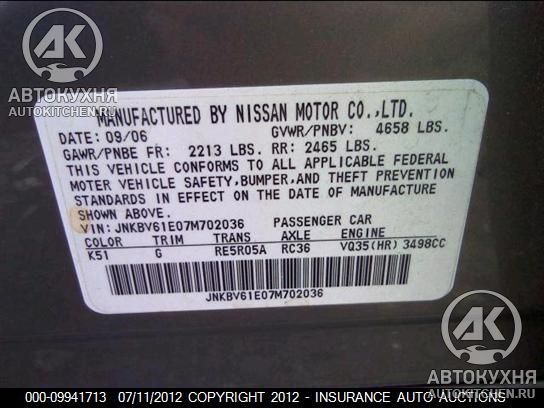 АК
АВТОКУХНЯ
AUTOKITCHEN.RU
MANUFACTURED BY NISSAN MOTOR CO.,LTD.
DATE: 09/06 GVWR/PNBV: 4658 LBS.
GAWR/PNBE FR: 2213 LBS. RR: 2465 LBS.
THIS VEHICLE CONFORMS TO ALL APPLICABLE FEDERAL
MOTOR VEHICLE SAFETY, BUMPER, AND THEFT PREVENTION
STANDARDS IN EFFECT ON THE DATE OF MANUFACTURE
SHOWN ABOVE.
VIN: JNKBV61E07M702036 PASSENGER CAR
COLOR TRIM TRANS AXLE ENGINE
K51 G RE5R05A RC36 VQ35(HR) 3498CC
JNKBV61E07M702036
АК
АВТОКУХНЯ
AUTOKITCHEN.RU
000-09941713 07/11/2012 COPYRIGHT 2012 - INSURANCE AUTO AUCTIONS